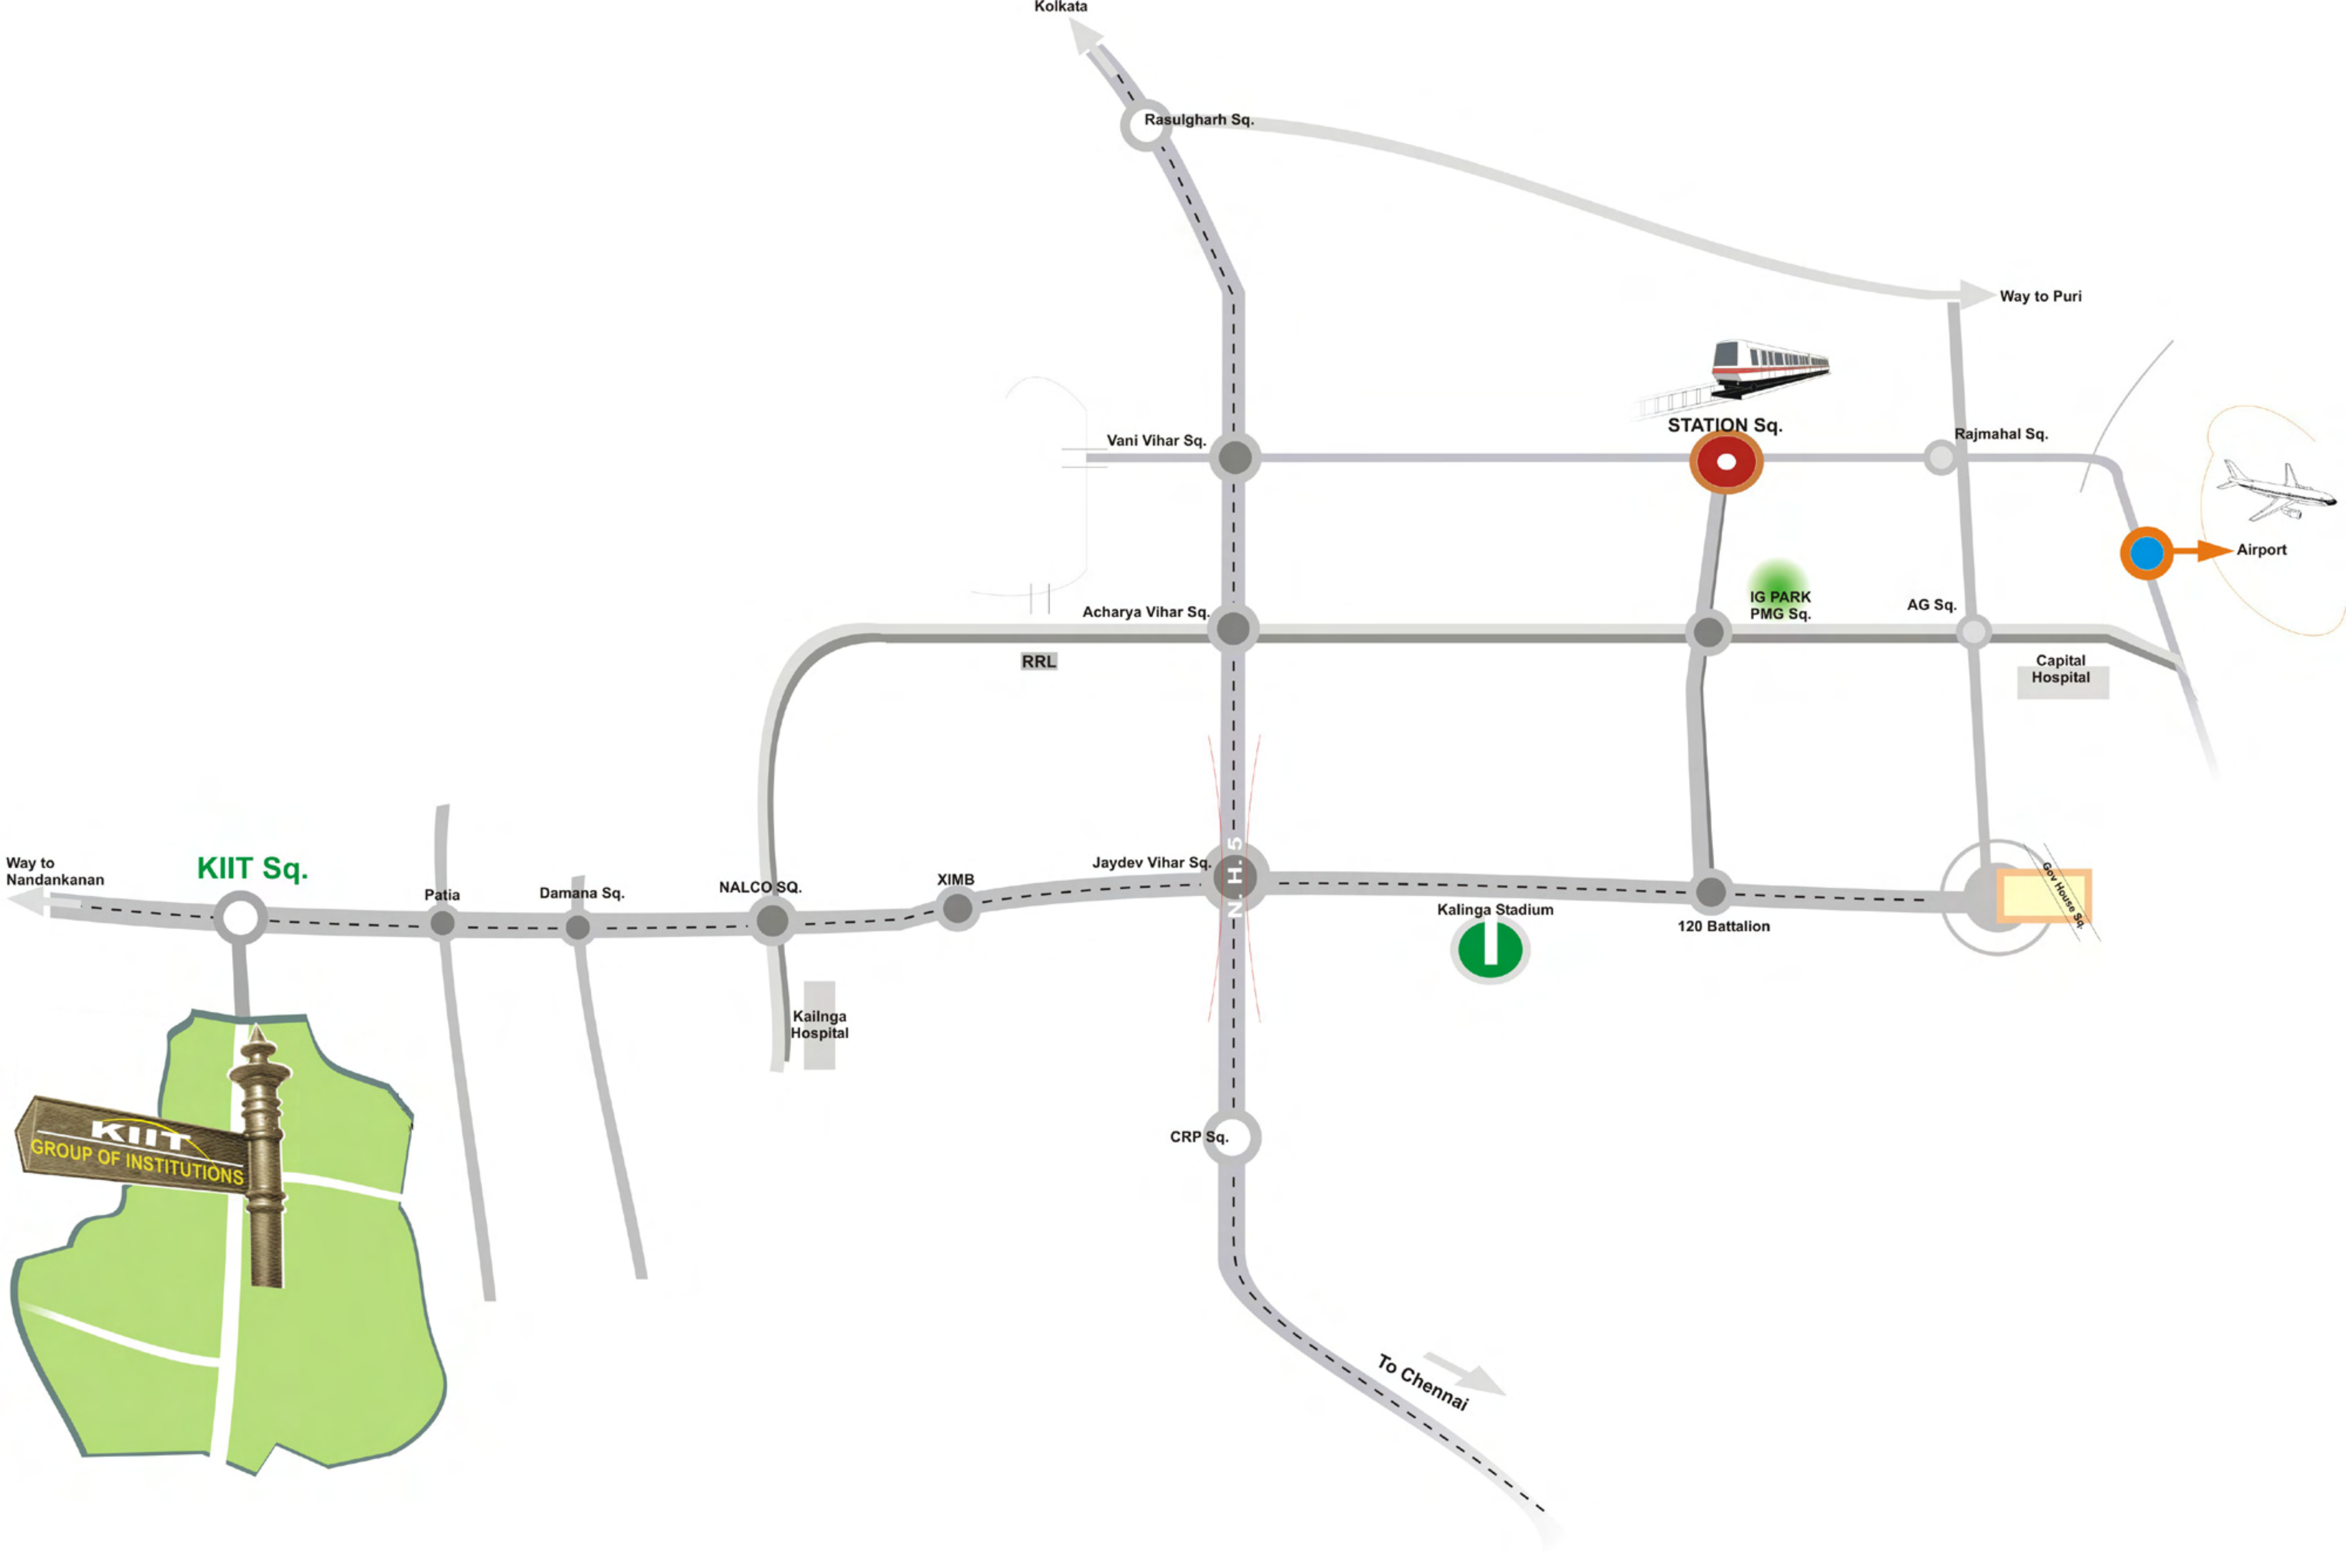 Kolkata
Rasulgharh Sq.
Way to Puri
STATION Sq.
Vani Vihar Sq.
Rajmahal Sq.
Airport
IG PARK
PMG Sq.
AG Sq.
Acharya Vihar Sq.
RRL
Capital
Hospital
N. H. 5
Jaydev Vihar Sq.
Way to
Nandankanan
KIIT Sq.
Patia
Damana Sq.
NALCO SQ.
XIMB
Kalinga Stadium
120 Battalion
Gov House Sq.
Kailnga
Hospital
CRP Sq.
KIIT
GROUP OF INSTITUTIONS
To Chennai